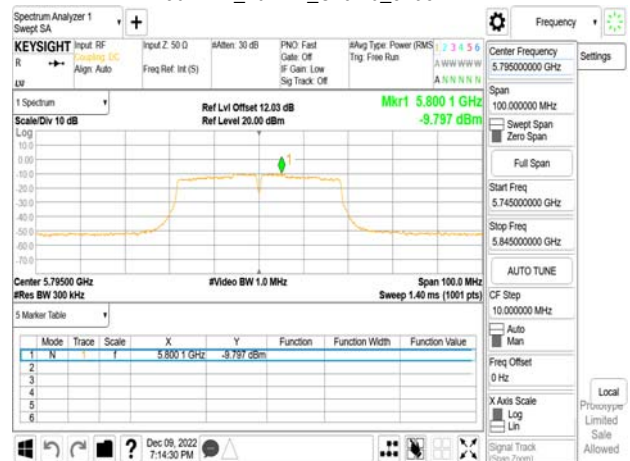 Spectrum Analyzer 1
Swept SA
+
Frequency
KEYSIGHT
R
Input: RF
Coupling: DC
Align: Auto
Input Z: 50 Ω
Freq Ref: Int (S)
#Atten: 30 dB
PNO: Fast
Gate: Off
IF Gain: Low
Sig Track: Off
#Avg Type: Power (RMS
Trig: Free Run
1 2 3 4 5 6
A W W W W W
A N N N N N
1 Spectrum
Scale/Div 10 dB
Log
Ref Lvl Offset 12.03 dB
Ref Level 20.00 dBm
Mkr1 5.800 1 GHz
-9.797 dBm
10.0
0.00
-10.0
-20.0
-30.0
-40.0
-50.0
-60.0
-70.0
1
Center 5.79500 GHz
#Res BW 300 kHz
#Video BW 1.0 MHz
Span 100.0 MHz
Sweep 1.40 ms (1001 pts)
5 Marker Table
Mode Trace Scale X Y Function Function Width Function Value
1 N 1 f 5.800 1 GHz -9.797 dBm
2
3
4
5
6
Dec 09, 2022
7:14:30 PM
?
Center Frequency
5.795000000 GHz
Span
100.000000 MHz
Swept Span
Zero Span
Full Span
Start Freq
5.745000000 GHz
Stop Freq
5.845000000 GHz
AUTO TUNE
CF Step
10.000000 MHz
Auto
Man
Freq Offset
0 Hz
X Axis Scale
Log
Lin
Signal Track
(Span Zoom)
Settings
Local
Prototype
Limited
Sale
Allowed